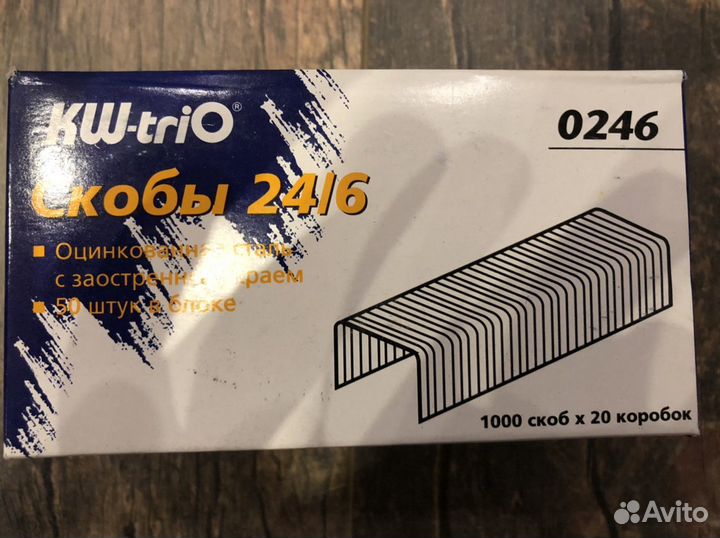 KW-triO®
0246
Скобы 24/6
Оцинкованная сталь
с заостренным краем
50 штук в блоке
1000 скоб x 20 коробок
Avito